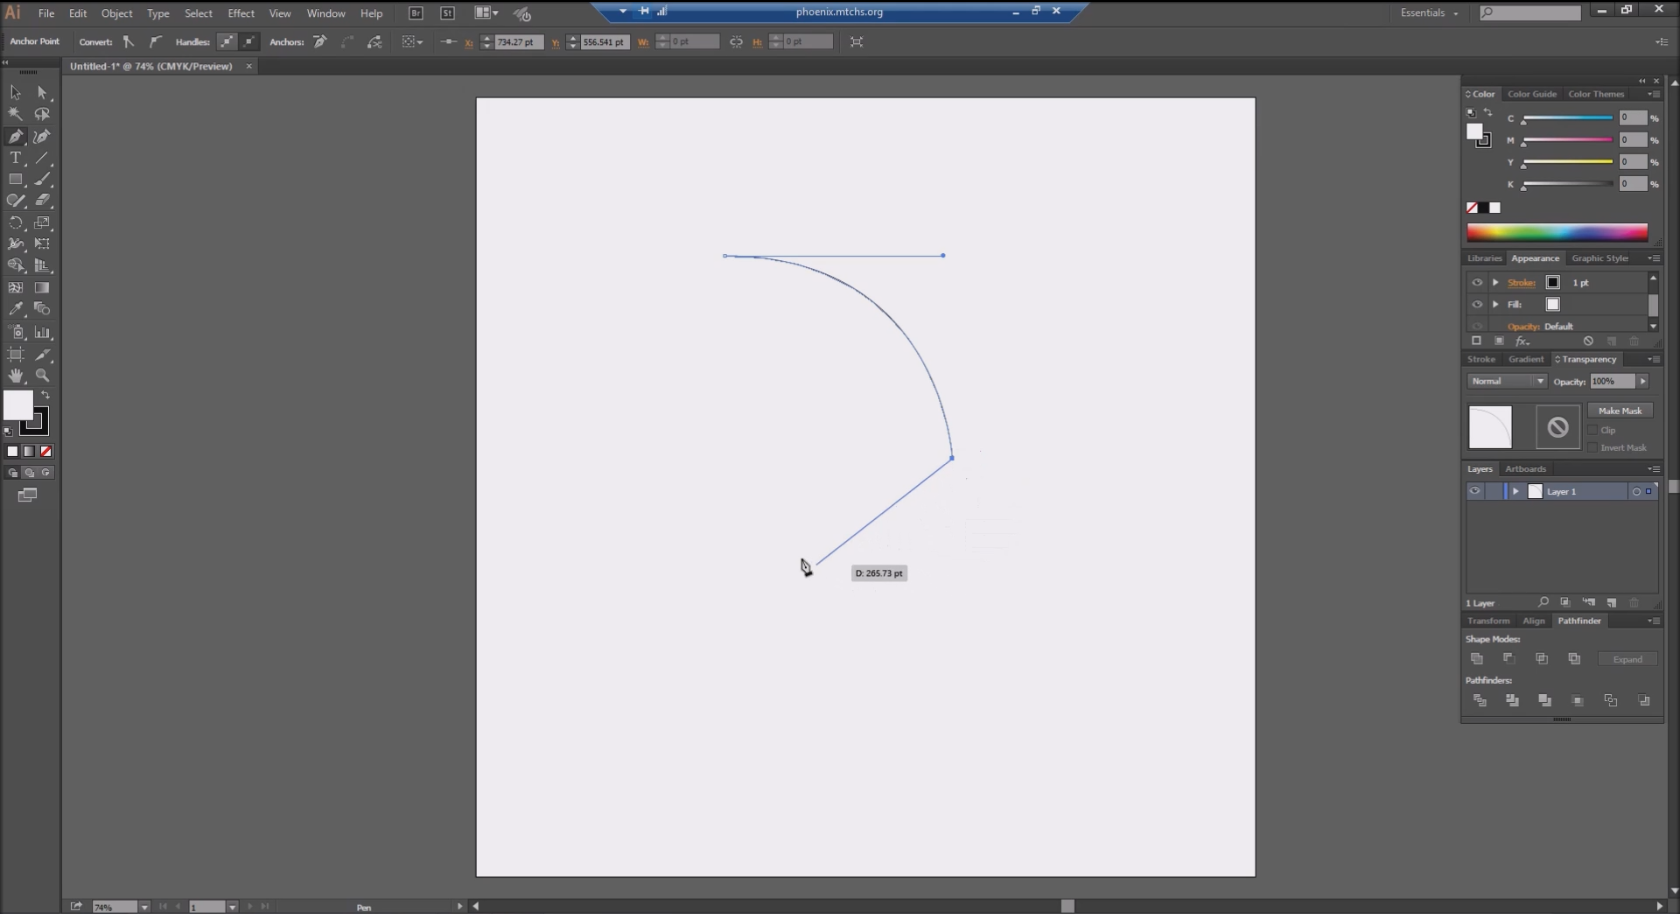 Ai File Edit Object Type Select Effect View Window Help Br St phoenix.mtchs.org Essentials
Anchor Point Convert: Handles: Anchors: X: 734.27 pt Y: 556.541 pt W: 0 pt H: 0 pt
Untitled-1* @ 74% (CMYK/Preview) ×
Color Color Guide Color Themes
C 0 %
M 0 %
Y 0 %
K 0 %
Libraries Appearance Graphic Style
Stroke: 1 pt
Fill:
Opacity: Default
fx
Stroke Gradient Transparency
Normal Opacity: 100%
Make Mask
Clip
Invert Mask
Layers Artboards
Layer 1
D: 265.73 pt
1 Layer
Transform Align Pathfinder
Shape Modes:
Expand
Pathfinders:
74% 1 Pen